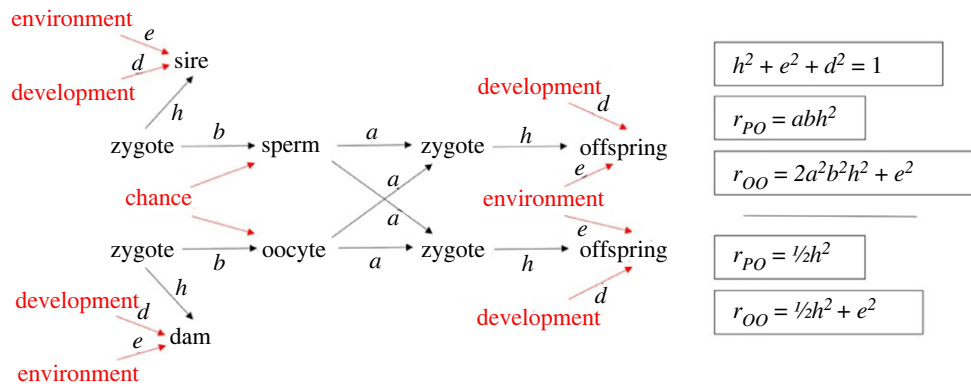 environment
e
d
sire
development
h
zygote
b
sperm
a
zygote
h
offspring
development
d
e
chance
a
a
environment
zygote
b
oocyte
a
zygote
h
offspring
e
d
development
h
development
d
e
dam
environment
h² + e² + d² = 1
r_PO = abh²
r_OO = 2a²b²h² + e²
r_PO = ½h²
r_OO = ½h² + e²